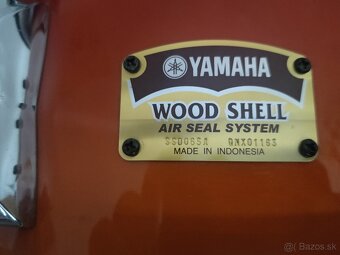 YAMAHA
WOOD SHELL
AIR SEAL SYSTEM
MADE IN INDONESIA
© Bazos.sk